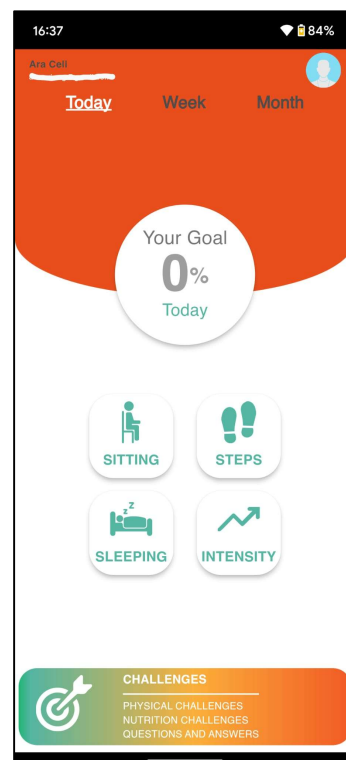 16:37 84%
Ara Cell
Today Week Month
Your Goal
0%
Today
SITTING STEPS
z z
SLEEPING INTENSITY
CHALLENGES
PHYSICAL CHALLENGES
NUTRITION CHALLENGES
QUESTIONS AND ANSWERS